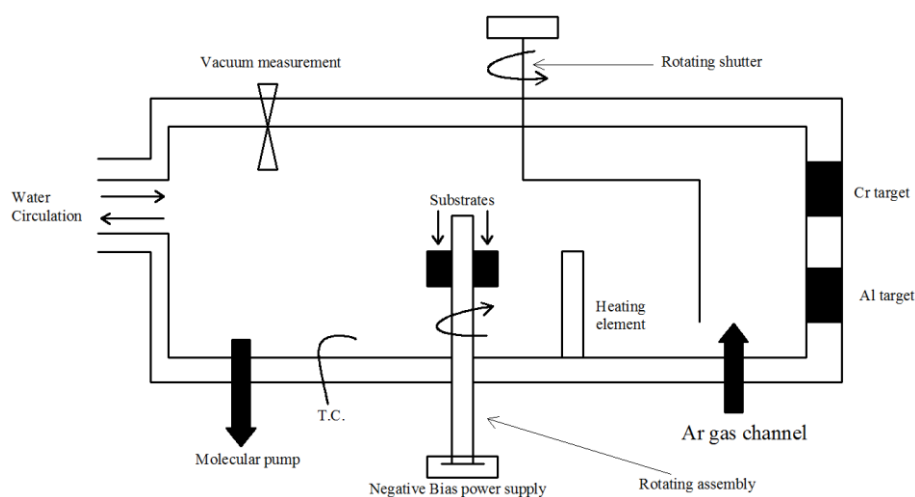 Vacuum measurement
Rotating shutter
Water
Circulation
Substrates
Cr target
Al target
Heating
element
T.C.
Ar gas channel
Molecular pump
Negative Bias power supply
Rotating assembly